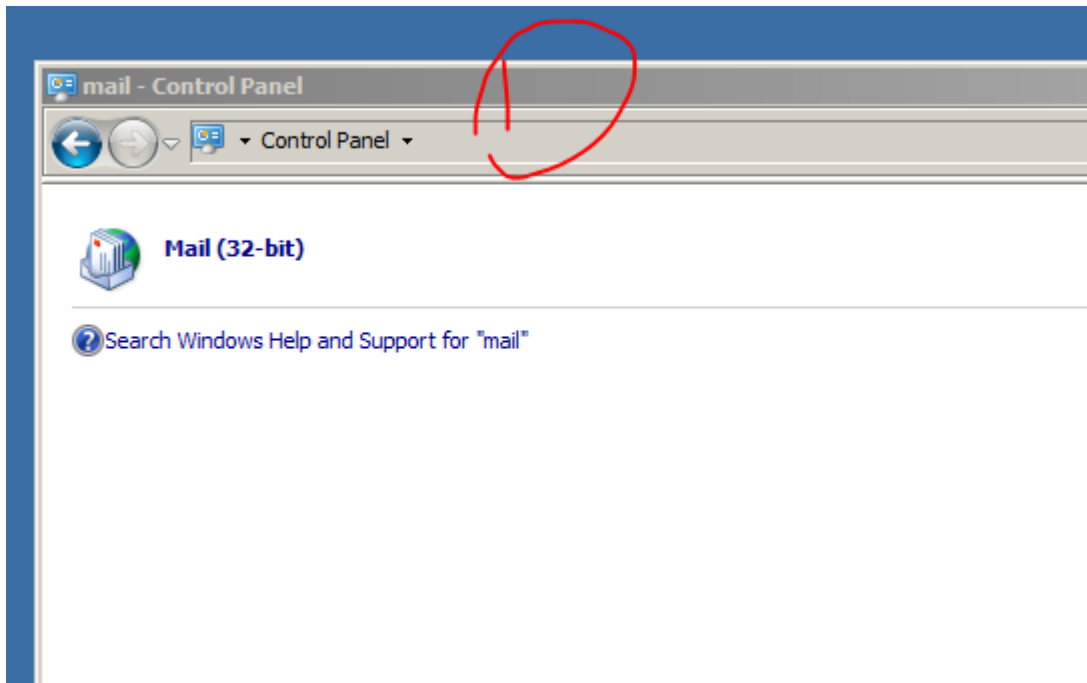 mail - Control Panel
Control Panel
Mail (32-bit)
Search Windows Help and Support for "mail"